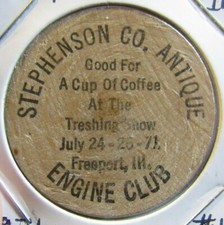 STEPHENSON CO. ANTIQUE
Good For
A Cup Of Coffee
At The
Treshing Show
July 24-25-71
Freeport, Ill.
ENGINE CLUB